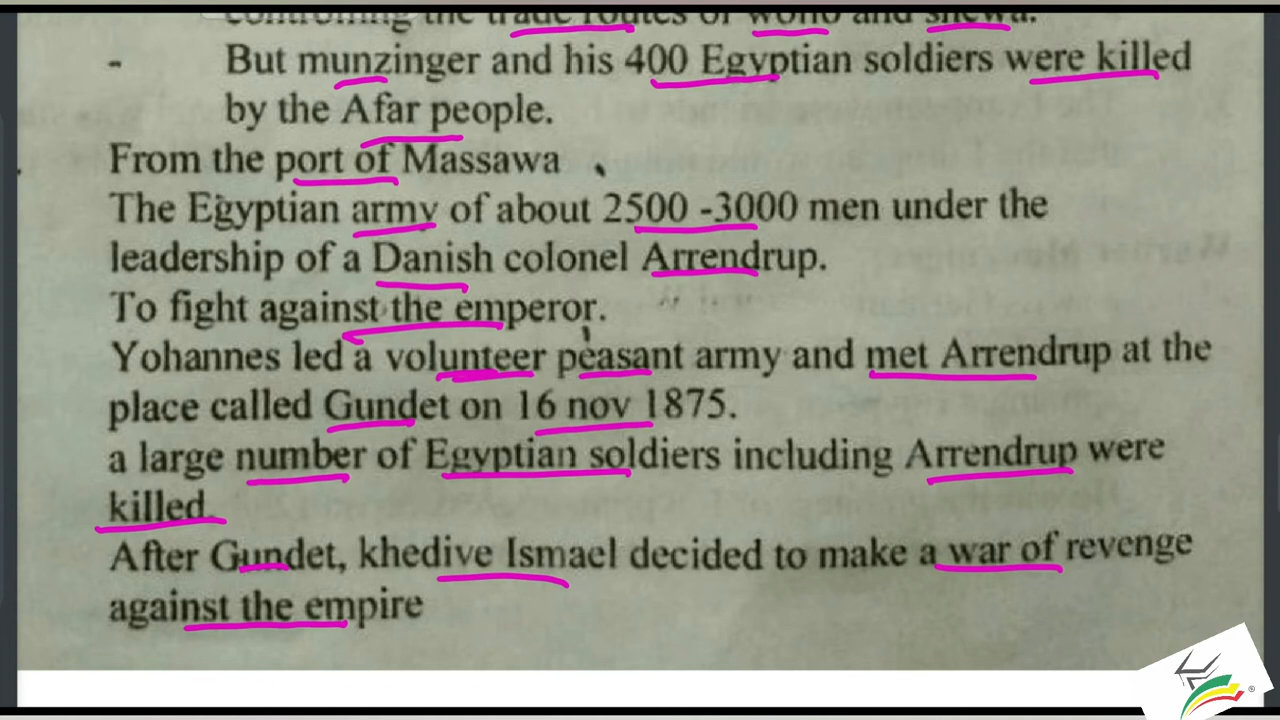 controlling the trade routes of wollo and shewa.
- But munzinger and his 400 Egyptian soldiers were killed
by the Afar people.
From the port of Massawa
The Egyptian army of about 2500 -3000 men under the
leadership of a Danish colonel Arrendrup.
To fight against the emperor.
Yohannes led a volunteer peasant army and met Arrendrup at the
place called Gundet on 16 nov 1875.
a large number of Egyptian soldiers including Arrendrup were
killed.
After Gundet, khedive Ismael decided to make a war of revenge
against the empire